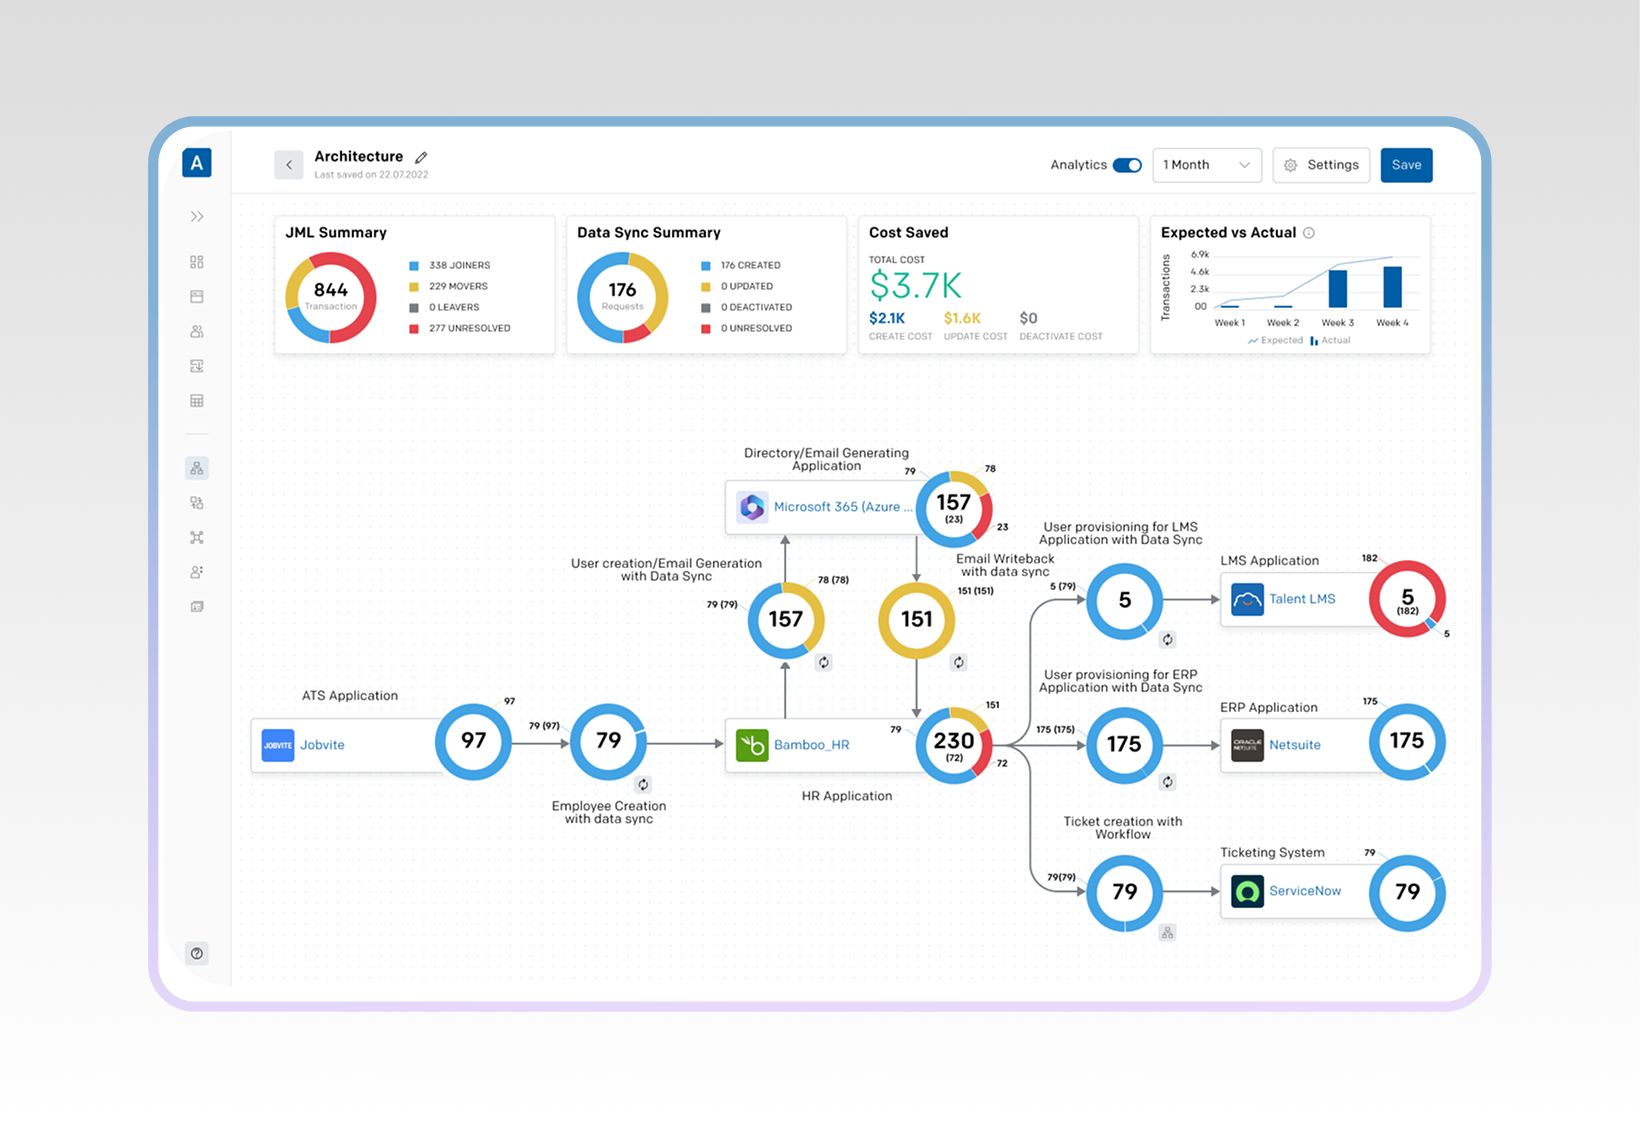 A
Architecture
Last saved on 22.07.2022
Analytics
1 Month
Settings
Save
JML Summary
844
Transaction
338 JOINERS
229 MOVERS
0 LEAVERS
277 UNRESOLVED
Data Sync Summary
176
Requests
176 CREATED
0 UPDATED
0 DEACTIVATED
0 UNRESOLVED
Cost Saved
TOTAL COST
$3.7K
$2.1K
CREATE COST
$1.6K
UPDATE COST
$0
DEACTIVATE COST
Expected vs Actual
Transactions
6.9k
4.6k
2.3k
00
Week 1
Week 2
Week 3
Week 4
Expected
Actual
Directory/Email Generating
Application
Microsoft 365 (Azure ...
79
78
157
(23)
23
User creation/Email Generation
with Data Sync
78 (78)
79 (79)
157
Email Writeback
with data sync
151 (151)
151
User provisioning for LMS
Application with Data Sync
5 (79)
5
LMS Application
Talent LMS
182
5
(182)
5
ATS Application
JOBVITE
Jobvite
97
97
79 (97)
79
Employee Creation
with data sync
Bamboo_HR
79
151
230
(72)
72
HR Application
User provisioning for ERP
Application with Data Sync
175 (175)
175
ERP Application
ORACLE
NETSUITE
Netsuite
175
175
Ticket creation with
Workflow
79(79)
79
Ticketing System
ServiceNow
79
79